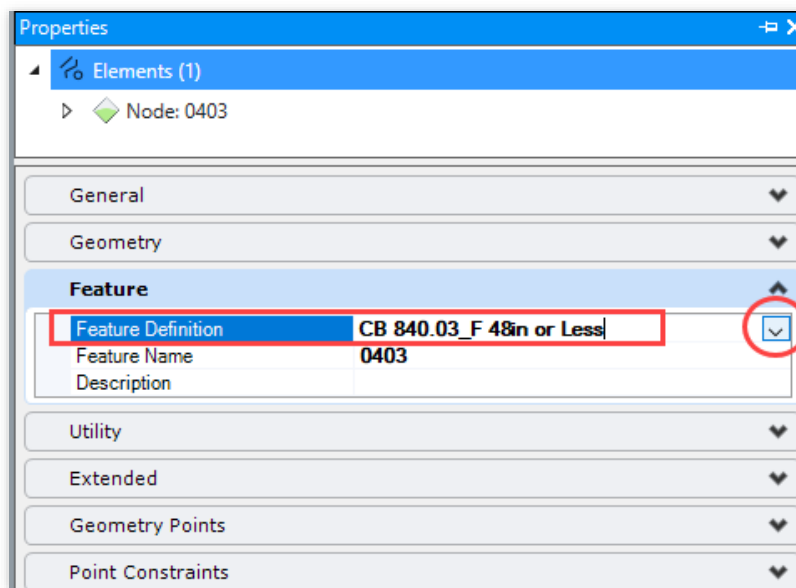 Properties
Elements (1)
Node: 0403
General
Geometry
Feature
Feature Definition CB 840.03_F 48in or Less
Feature Name 0403
Description
Utility
Extended
Geometry Points
Point Constraints